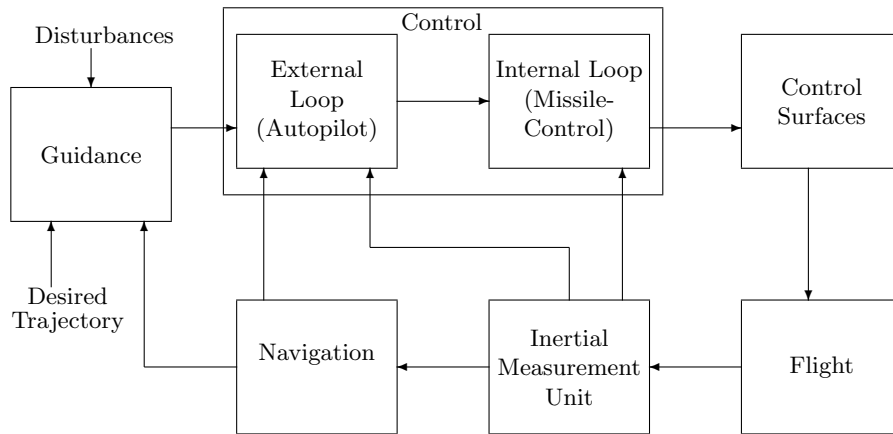 Control
Disturbances
External
Loop
(Autopilot)
Internal Loop
(Missile-
Control)
Control
Surfaces
Guidance
Desired
Trajectory
Navigation
Inertial
Measurement
Unit
Flight